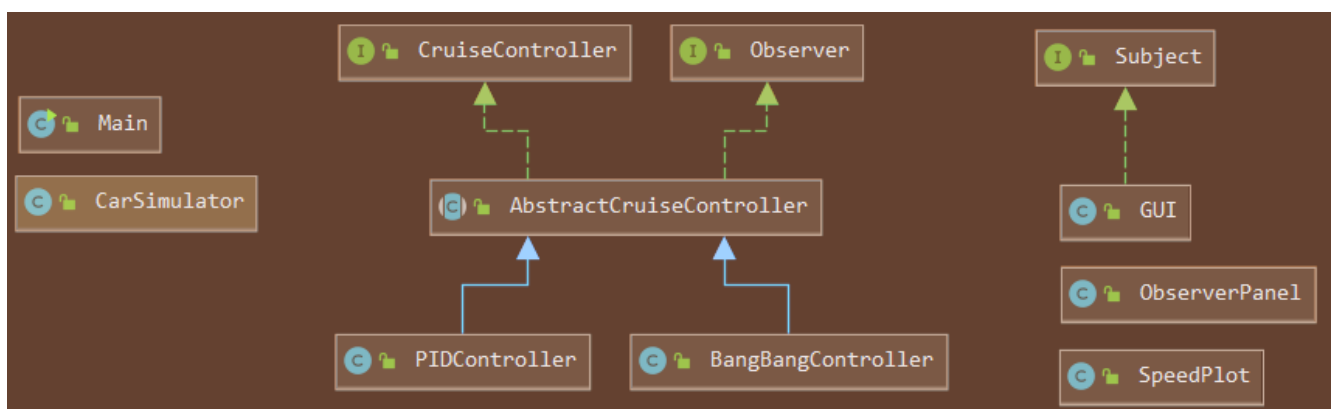 I CruiseController
I Observer
I Subject
C Main
C CarSimulator
C AbstractCruiseController
C GUI
C ObserverPanel
C PIDController
C BangBangController
C SpeedPlot